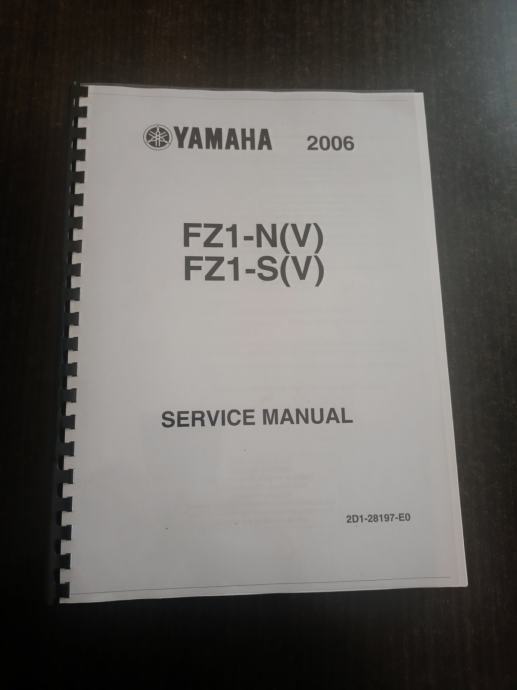 YAMAHA 2006
FZ1-N(V)
FZ1-S(V)
SERVICE MANUAL
2D1-28197-E0